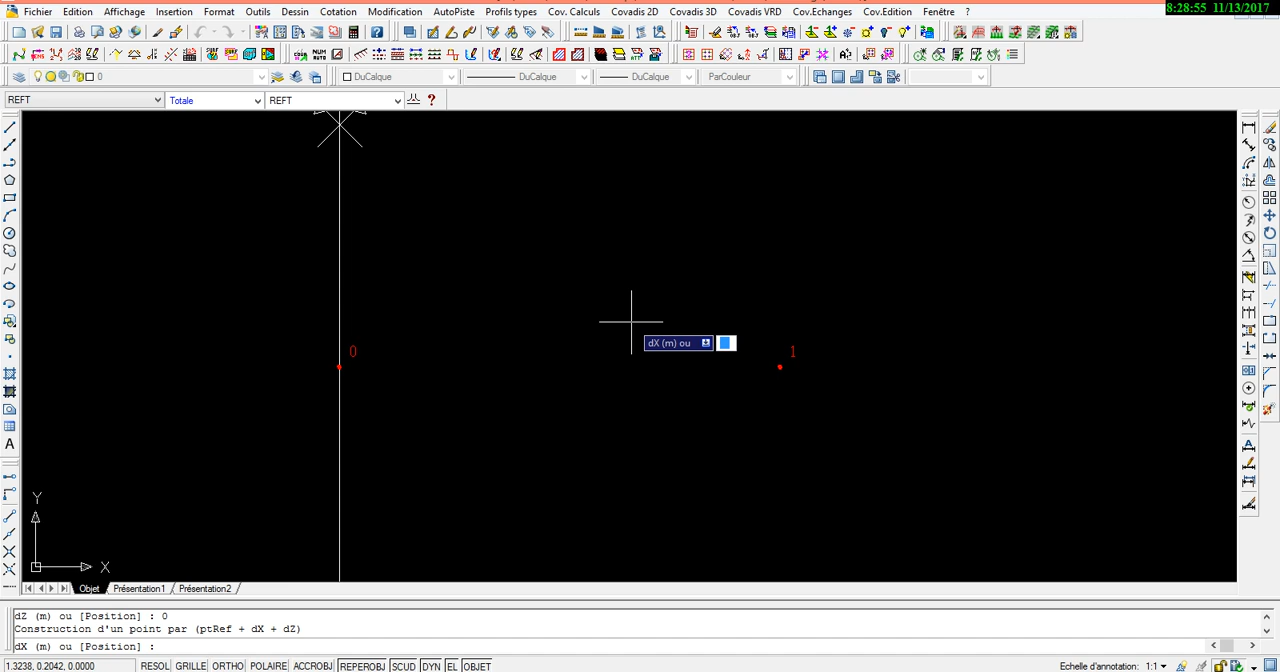 Fichier Edition Affichage Insertion Format Outils Dessin Cotation Modification AutoPiste Profils types Cov. Calculs Covadis 2D Covadis 3D Covadis VRD Cov.Echanges Cov.Edition Fenêtre ?
8:28:55 11/13/2017
0 DuCalque DuCalque DuCalque ParCouleur
REFT Totale REFT ?
0
dX (m) ou
1
Y
X
A
Objet Présentation1 Présentation2
dZ (m) ou [Position] : 0
Construction d'un point par (ptRef + dX + dZ)
dX (m) ou [Position] :
1.3238, 0.2042, 0.0000 RESOL GRILLE ORTHO POLAIRE ACCROBJ REPEROBJ SCUD DYN EL OBJET Echelle d'annotation: 1:1